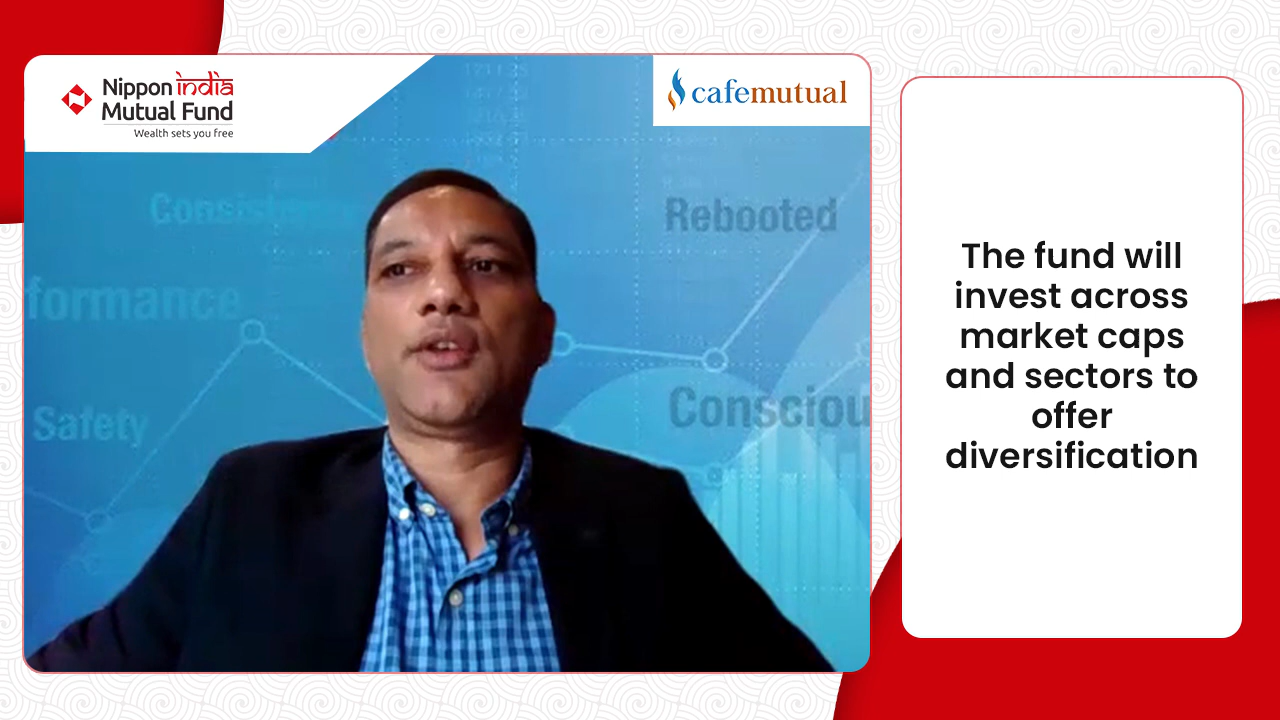 Nippon india
Mutual Fund
Wealth sets you free
cafemutual
Rebooted
formance
Safety
Consciou
The fund will
invest across
market caps
and sectors to
offer
diversification